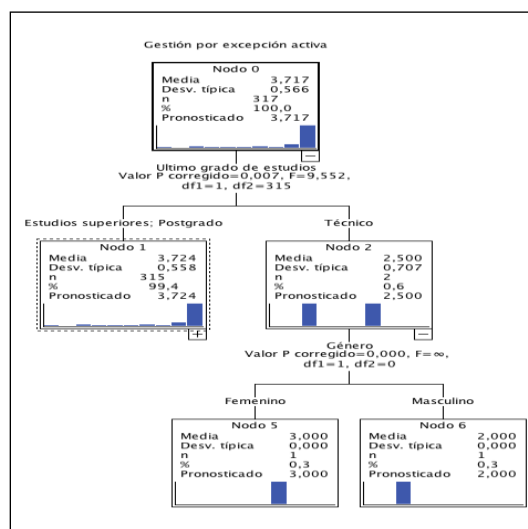 Gestión por excepción activa
Nodo 0
Media 3,717
Desv. típica 0,566
n 317
% 100,0
Pronosticado 3,717
Ultimo grado de estudios
Valor P corregido=0,007, F=9,552,
df1=1, df2=315
Estudios superiores; Postgrado
Técnico
Nodo 1
Media 3,724
Desv. típica 0,558
n 315
% 99,4
Pronosticado 3,724
Nodo 2
Media 2,500
Desv. típica 0,707
n 2
% 0,6
Pronosticado 2,500
Género
Valor P corregido=0,000, F=∞,
df1=1, df2=0
Femenino
Masculino
Nodo 5
Media 3,000
Desv. típica 0,000
n 1
% 0,3
Pronosticado 3,000
Nodo 6
Media 2,000
Desv. típica 0,000
n 1
% 0,3
Pronosticado 2,000